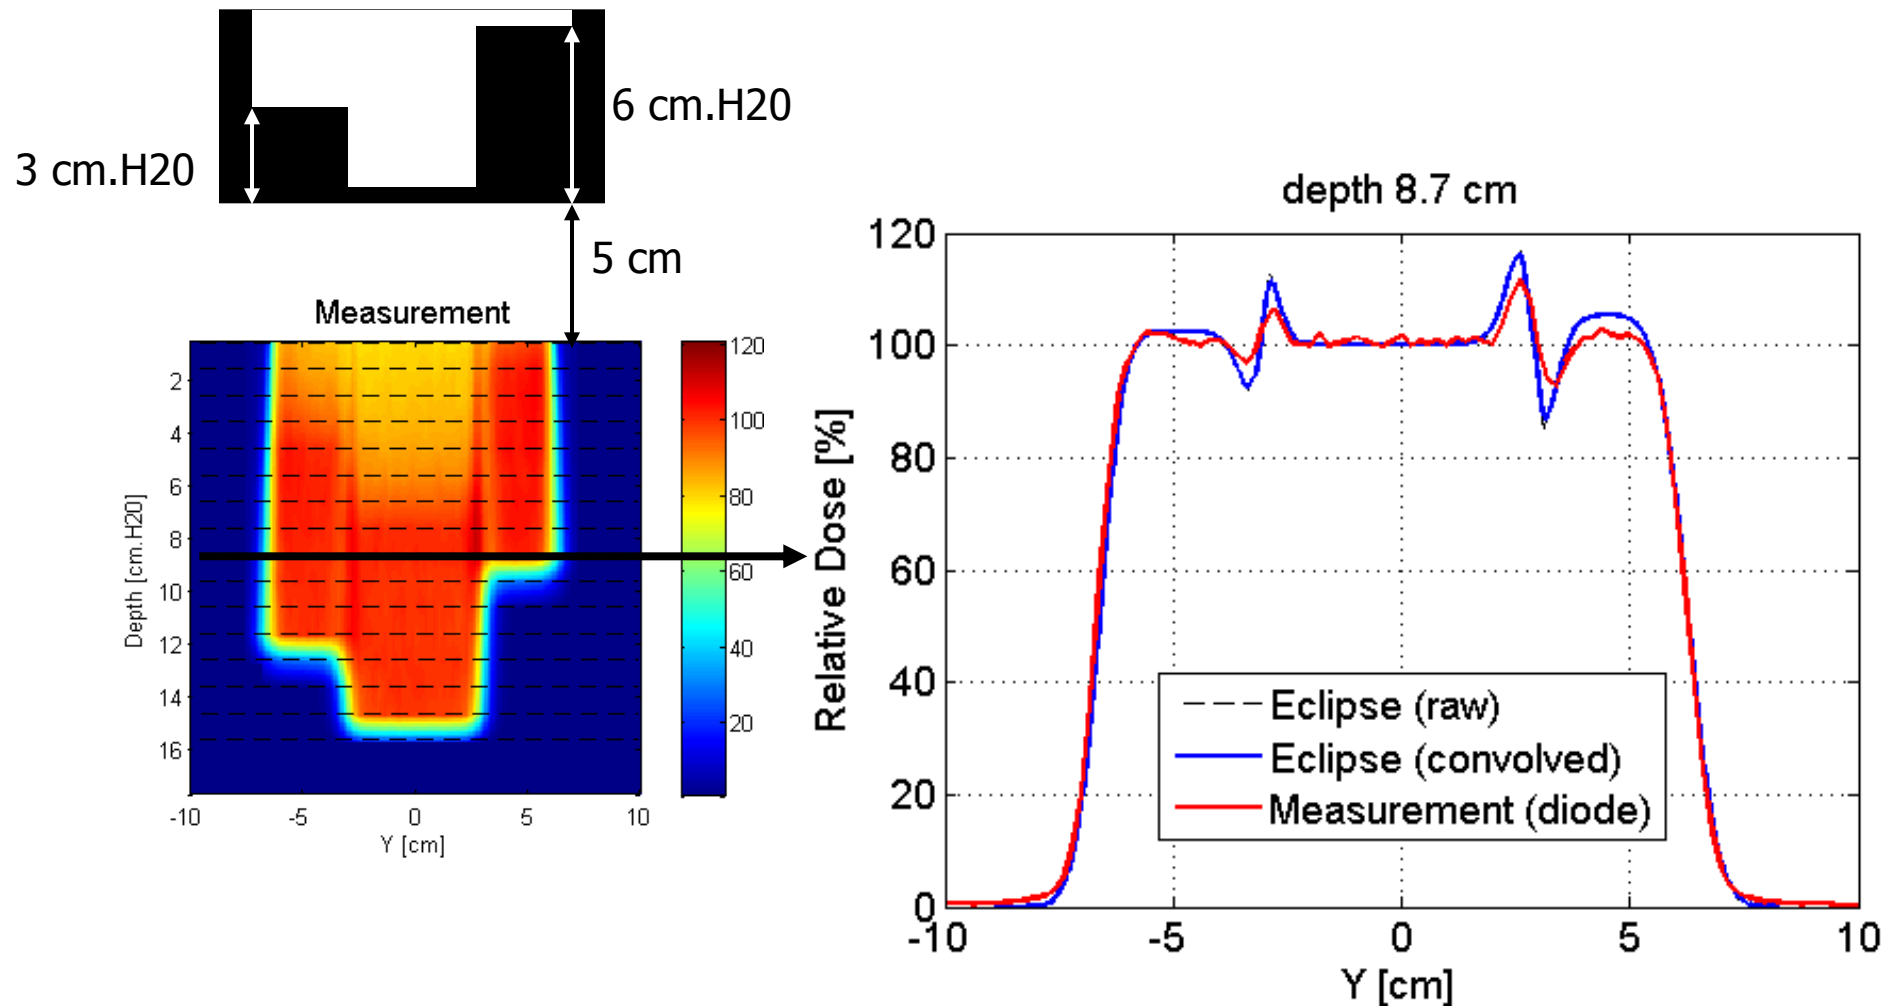 6 cm.H20
3 cm.H20
5 cm
Measurement
2
4
6
8
10
12
14
16
Depth [cm.H20]
-10
-5
0
5
10
Y [cm]
120
100
80
60
40
20
depth 8.7 cm
120
100
80
60
40
20
0
Relative Dose [%]
Eclipse (raw)
Eclipse (convolved)
Measurement (diode)
-10
-5
0
5
10
Y [cm]